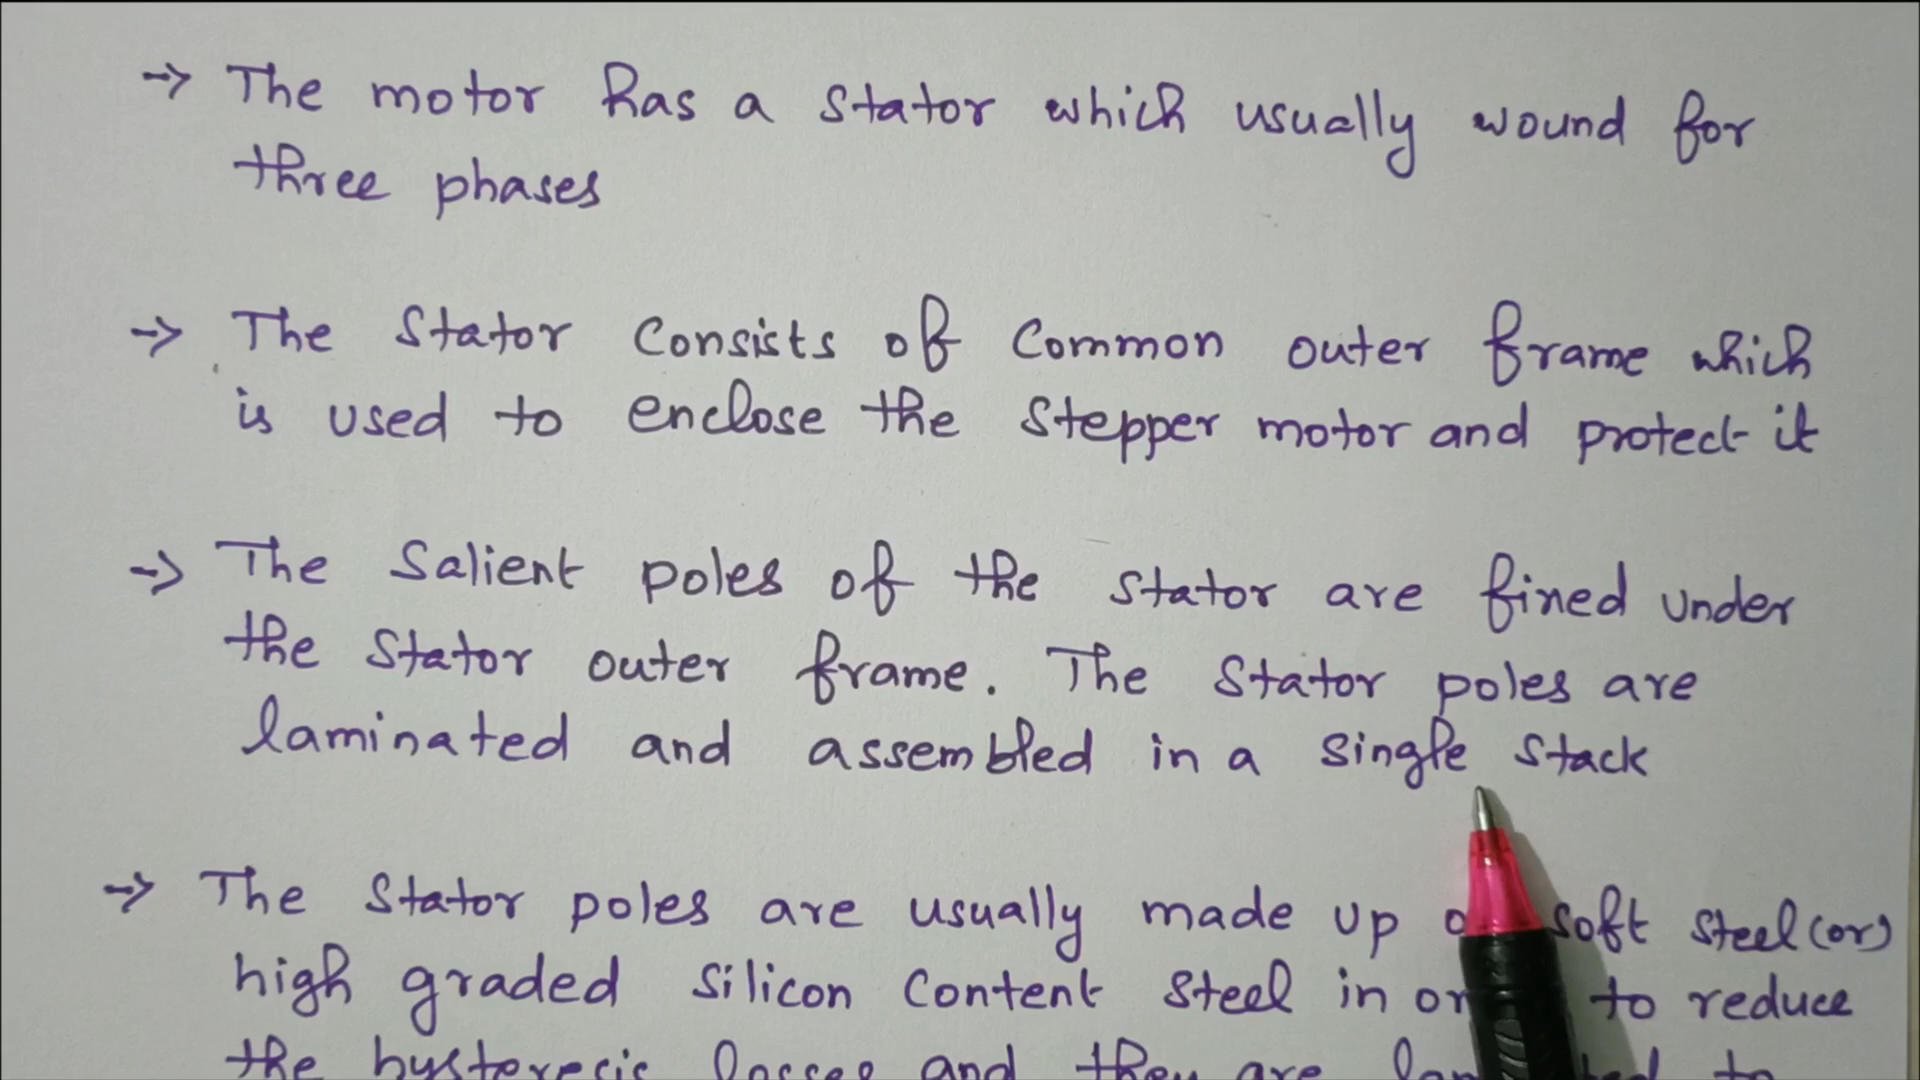 → The motor has a stator which usually wound for
three phases
→ The Stator Consists of Common outer frame which
is used to enclose the Stepper motor and protect it
→ The Salient poles of the stator are fixed under
the Stator outer frame. The Stator poles are
laminated and assembled in a single stack
→ The Stator poles are usually made up soft steel (or)
high graded silicon Content steel in to reduce
the hysteresis losses and they are to